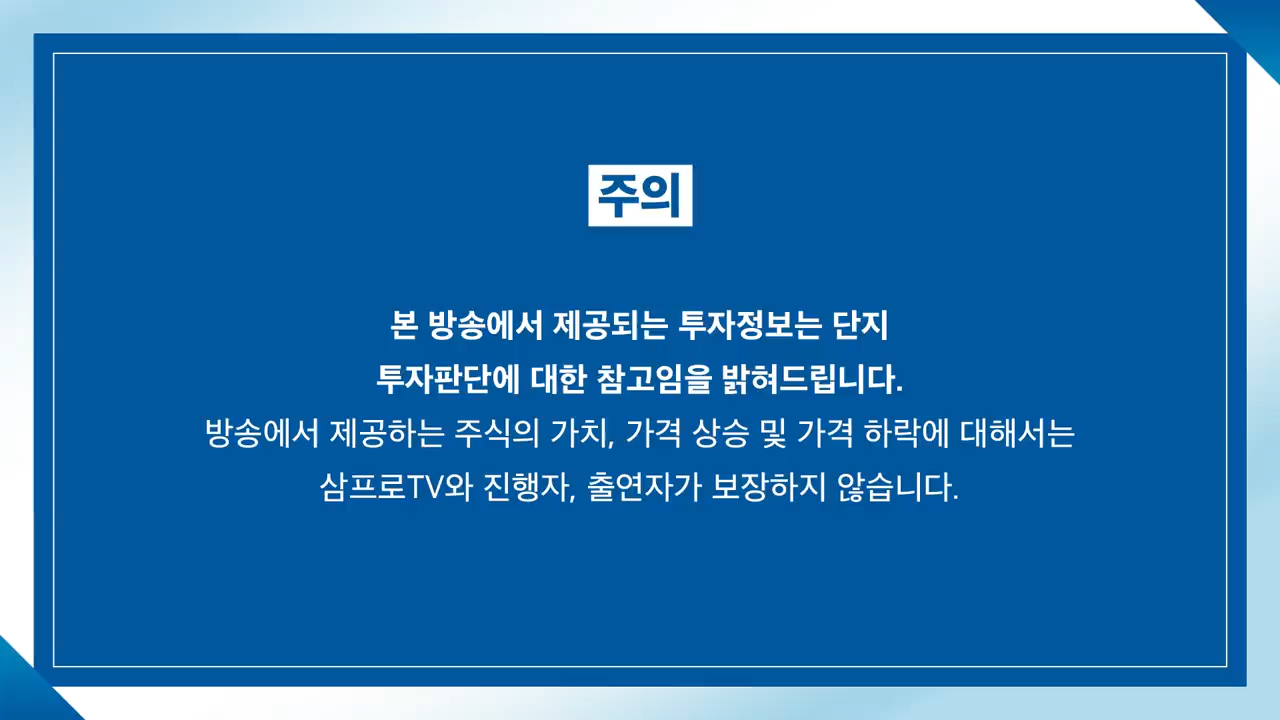 주의
본 방송에서 제공되는 투자정보는 단지
투자판단에 대한 참고임을 밝혀드립니다.
방송에서 제공하는 주식의 가치, 가격 상승 및 가격 하락에 대해서는
삼프로TV와 진행자, 출연자가 보장하지 않습니다.